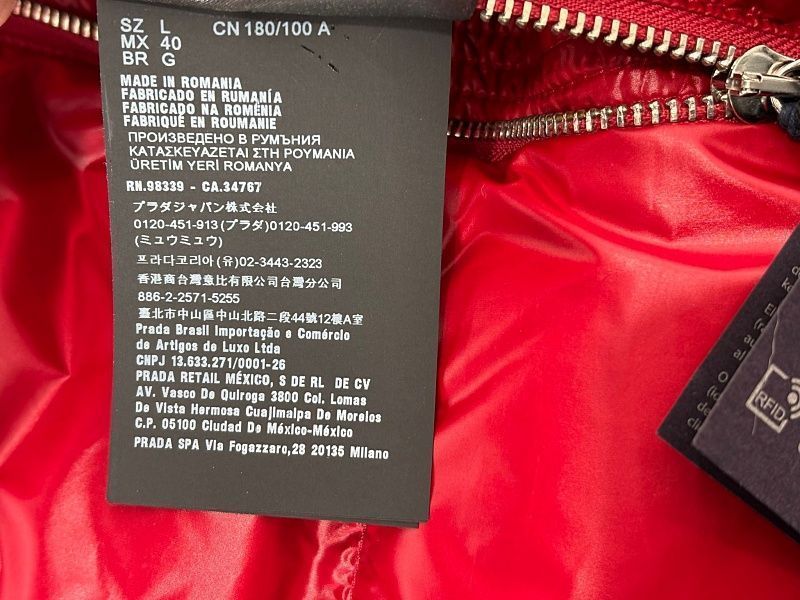 SZ L CN 180/100 A
MX 40
BR G
MADE IN ROMANIA
FABRICADO EN RUMANÍA
FABRICADO NA ROMÉNIA
FABRIQUÉ EN ROUMANIE
ПРОИЗВЕДЕНО В РУМЪНИЯ
ΚΑΤΑΣΚΕΥΑΖΕΤΑΙ ΣΤΗ ΡΟΥΜΑΝΙΑ
ÜRETİM YERİ ROMANYA
RN.98339 - CA.34767
プラダジャパン株式会社
0120-451-913(プラダ)0120-451-993
(ミュウミュウ)
프라다코리아(유)02-3443-2323
香港商台灣意比有限公司台灣分公司
886-2-2571-5255
臺北市中山區中山北路二段44號12樓A室
Prada Brasil Importação e Comércio
de Artigos de Luxo Ltda
CNPJ 13.633.271/0001-26
PRADA RETAIL MÉXICO, S DE RL DE CV
AV. Vasco De Quiroga 3800 Col. Lomas
De Vista Hermosa Cuajimalpa De Morelos
C.P. 05100 Ciudad De México-México
PRADA SPA Via Fogazzaro,28 20135 Milano
RFID